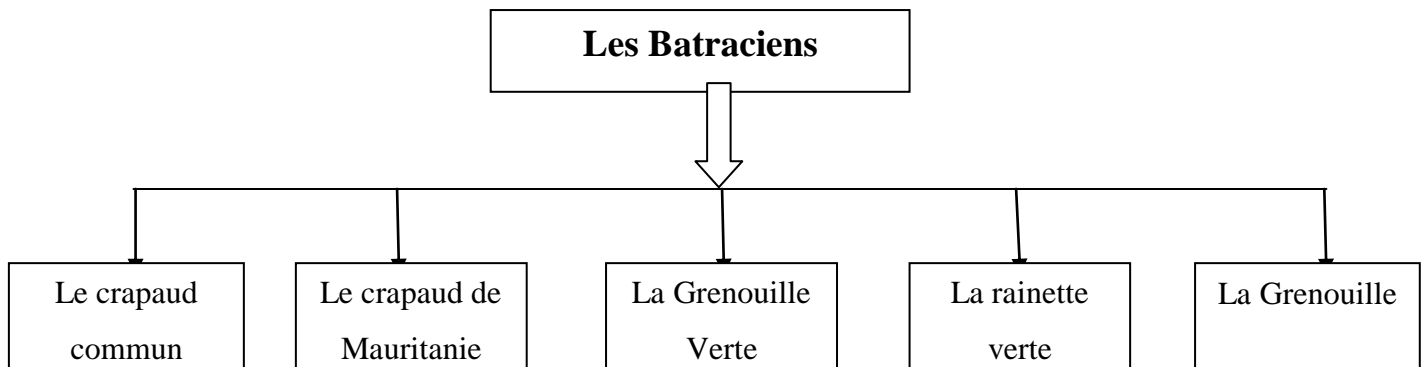 Les Batraciens
Le crapaud
commun
Le crapaud de
Mauritanie
La Grenouille
Verte
La rainette
verte
La Grenouille